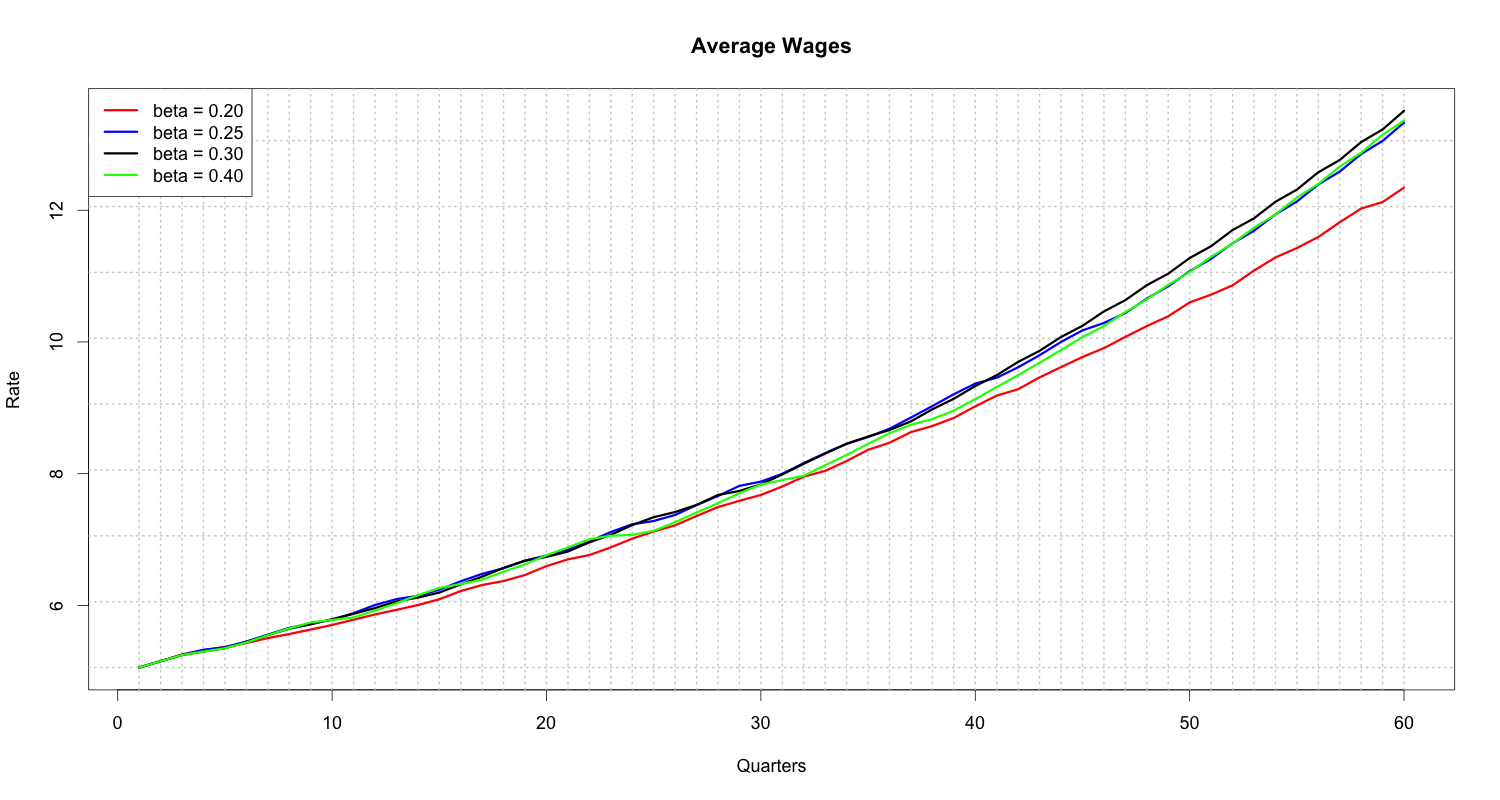 Average Wages
beta = 0.20
beta = 0.25
beta = 0.30
beta = 0.40
12
10
8
6
Rate
0 10 20 30 40 50 60
Quarters